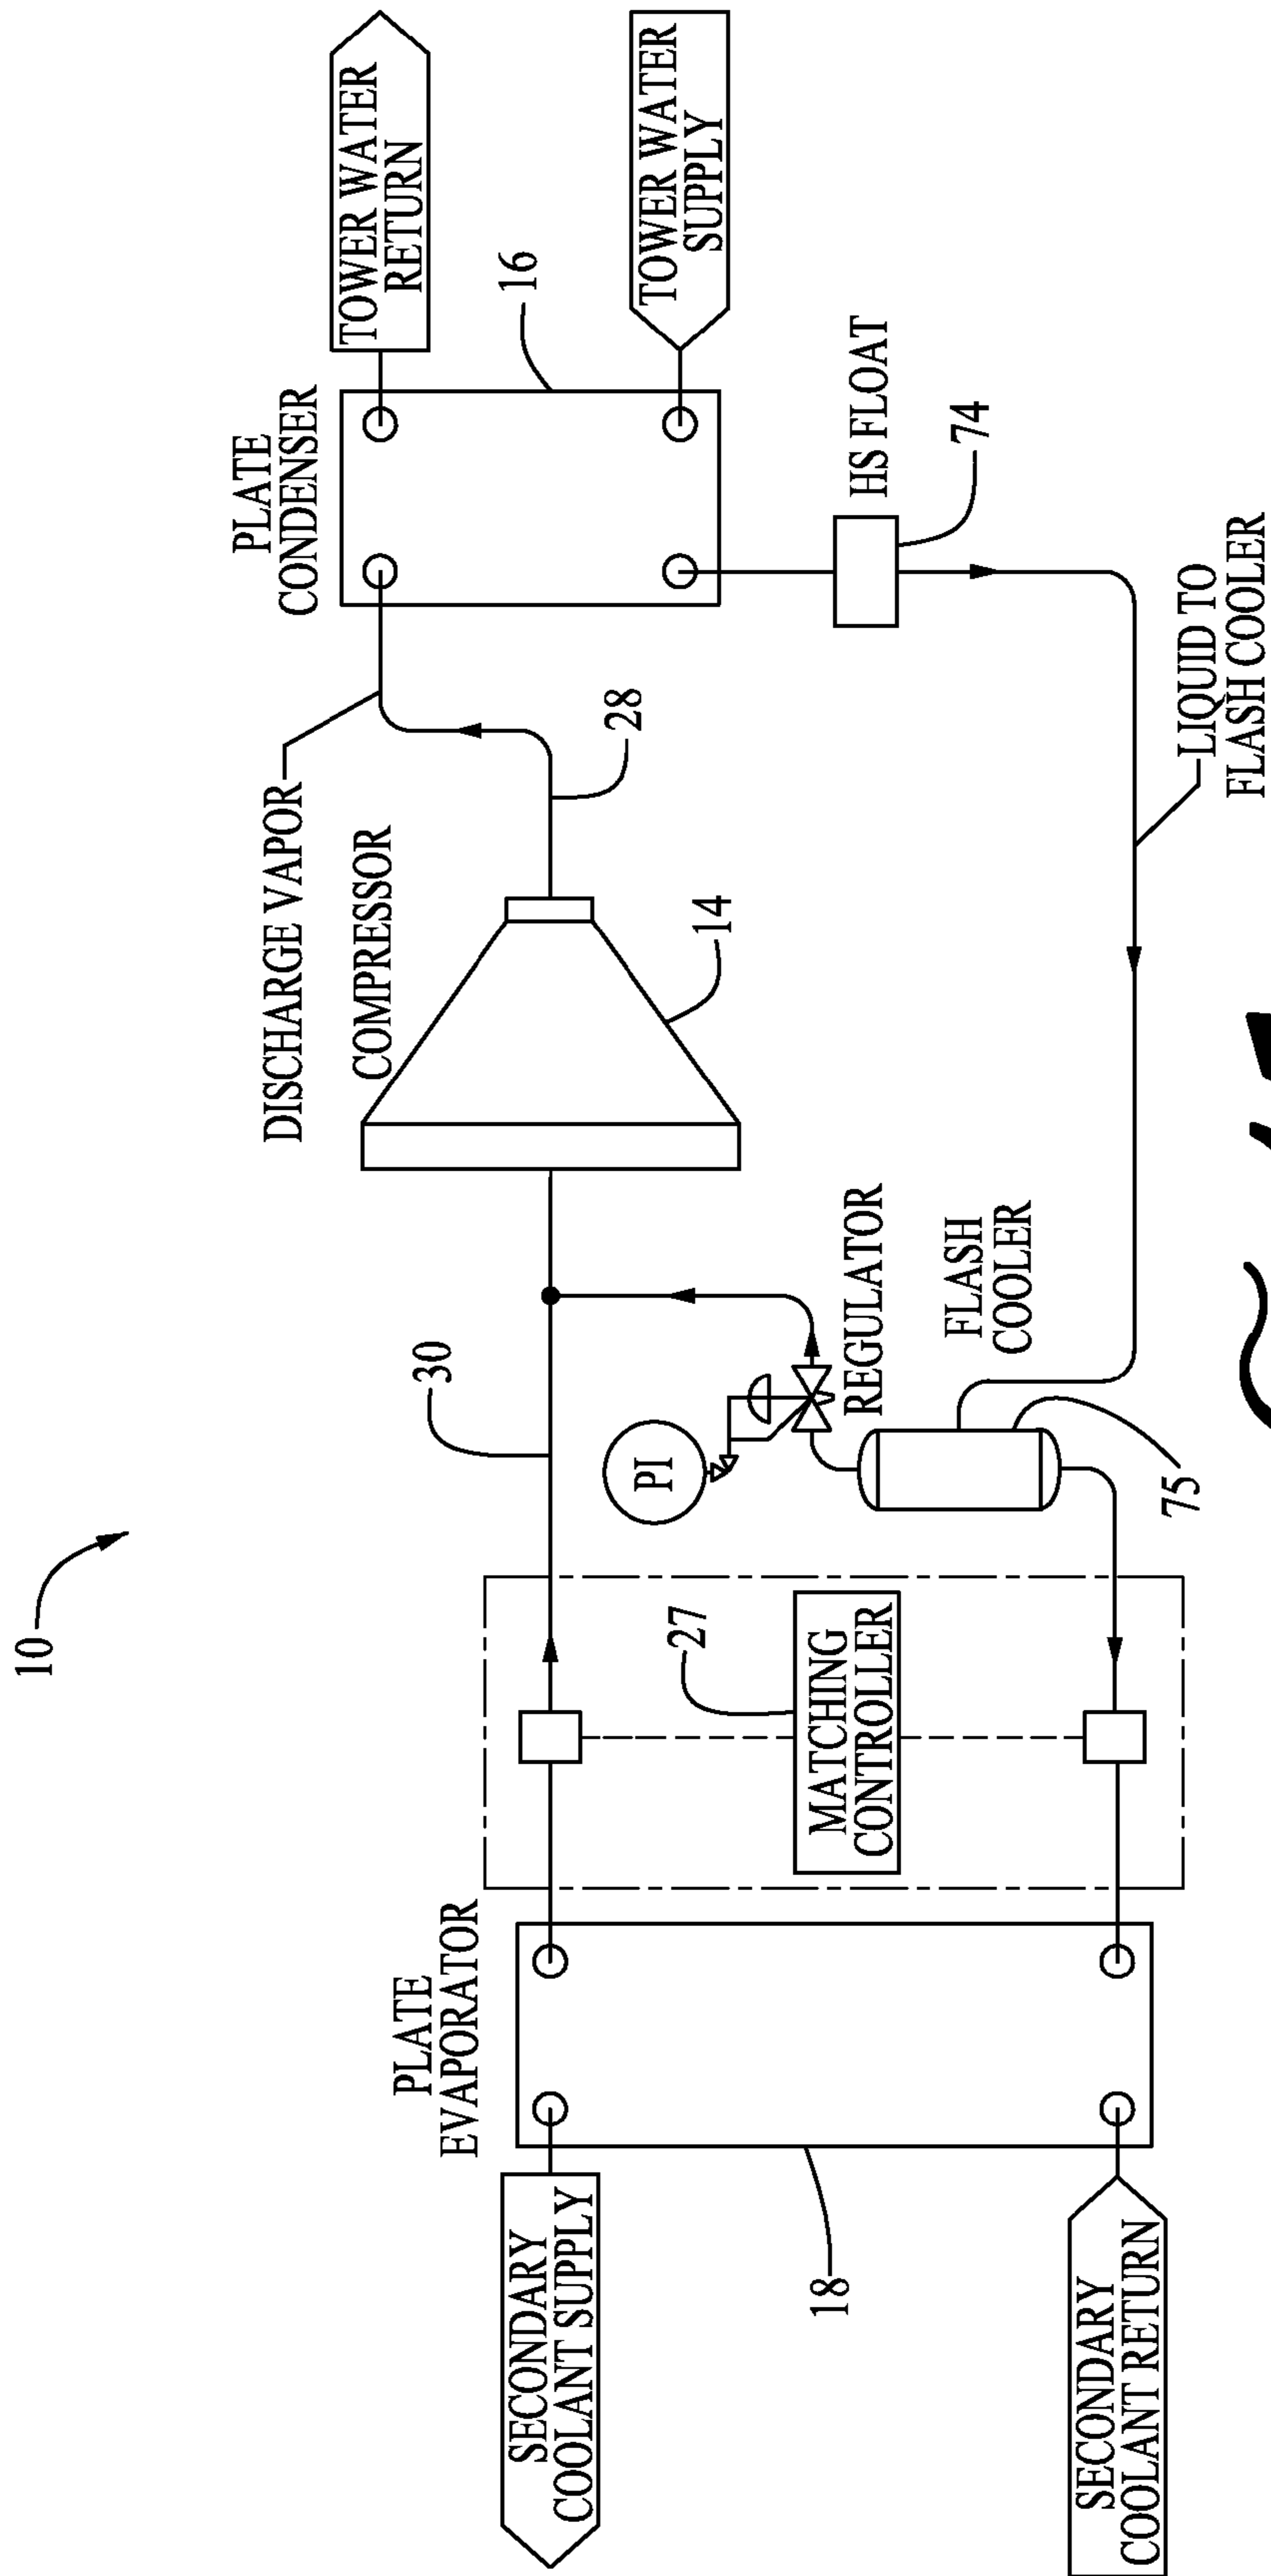 10
TOWER WATER
RETURN
TOWER WATER
SUPPLY
PLATE
CONDENSER
16
HS FLOAT
74
LIQUID TO
FLASH COOLER
DISCHARGE VAPOR
28
COMPRESSOR
14
30
REGULATOR
FLASH
COOLER
PI
75
27
MATCHING
CONTROLLER
PLATE
EVAPORATOR
18
SECONDARY
COOLANT SUPPLY
SECONDARY
COOLANT RETURN